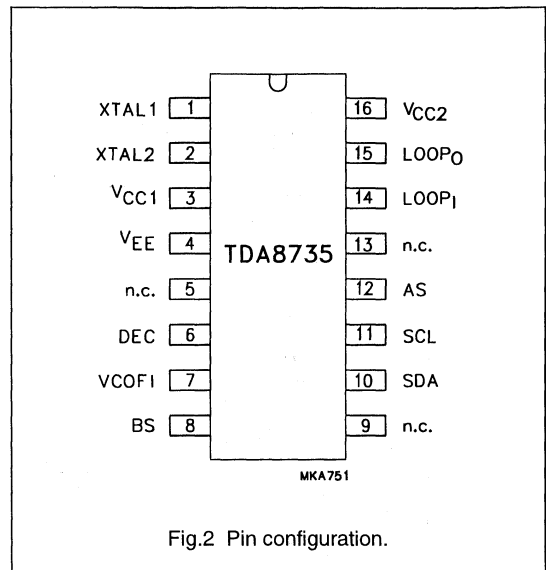 XTAL1 1 16 VCC2
XTAL2 2 15 LOOPO
VCC1 3 14 LOOPI
VEE 4 13 n.c.
TDA8735
n.c. 5 12 AS
DEC 6 11 SCL
VCOFI 7 10 SDA
BS 8 9 n.c.
MKA751
Fig.2 Pin configuration.